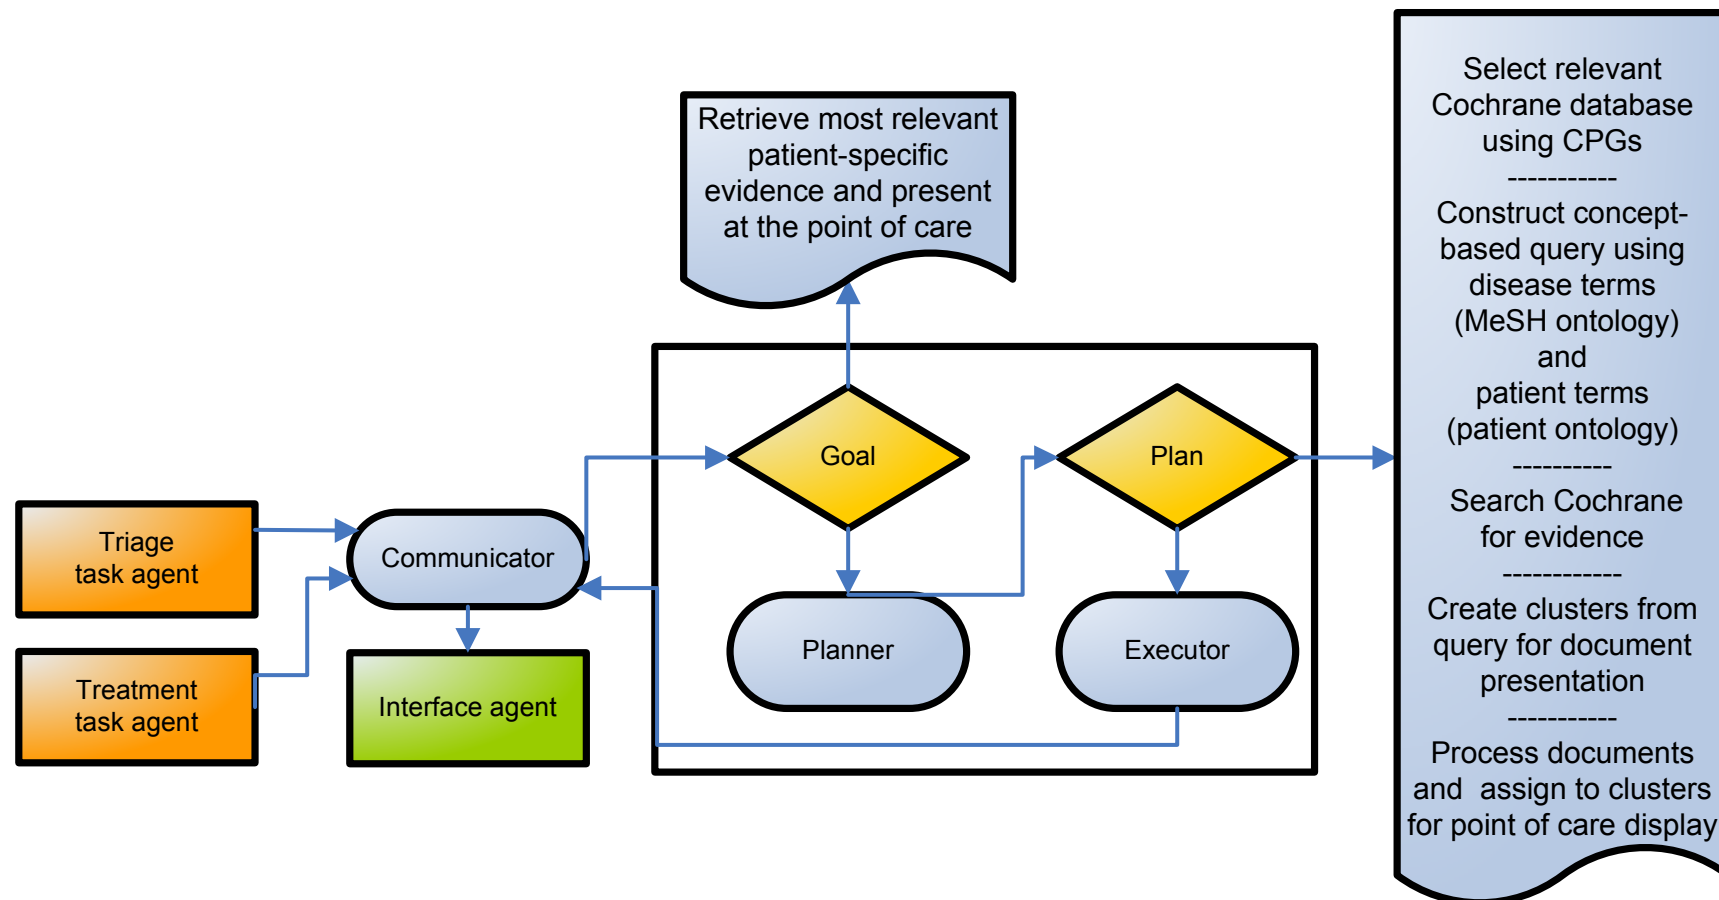 Retrieve most relevant
patient-specific
evidence and present
at the point of care
Select relevant
Cochrane database
using CPGs
-----------
Construct concept-
based query using
disease terms
(MeSH ontology)
and
patient terms
(patient ontology)
----------
Search Cochrane
for evidence
------------
Create clusters from
query for document
presentation
-----------
Process documents
and assign to clusters
for point of care display
Goal
Plan
Triage
task agent
Communicator
Planner
Executor
Treatment
task agent
Interface agent